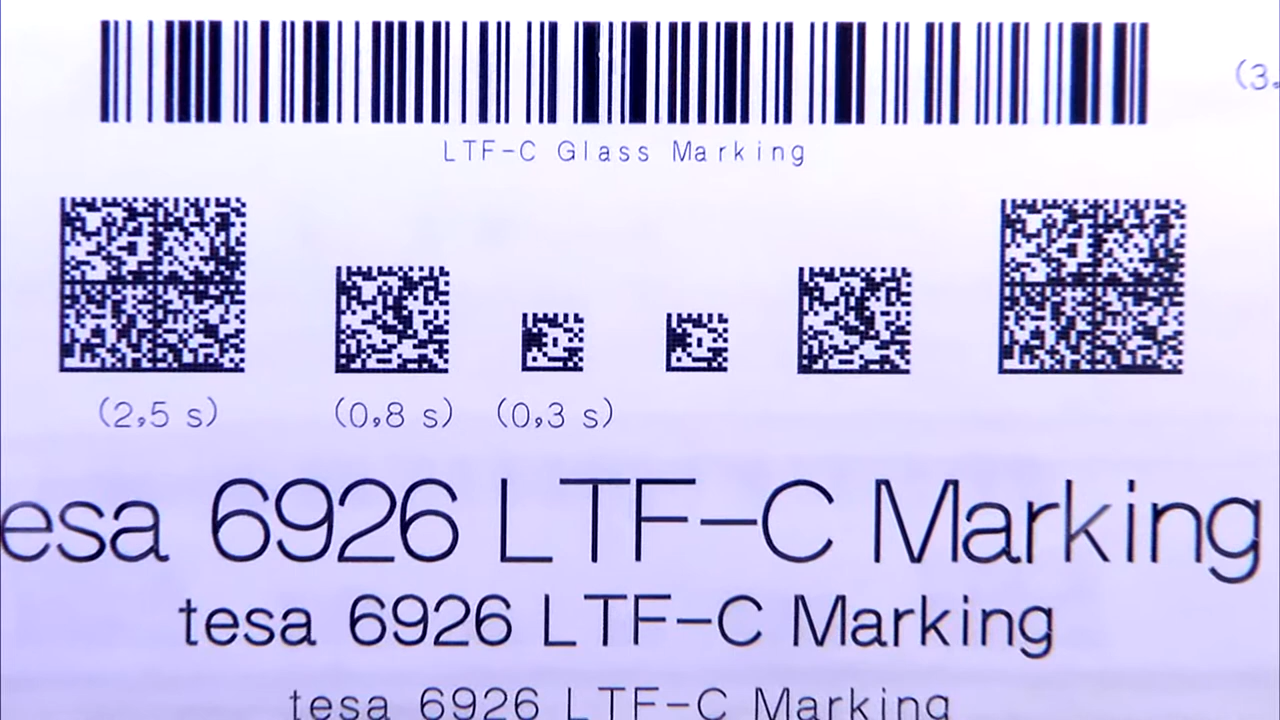 (3.
LTF-C Glass Marking
(2,5 s) (0,8 s) (0,3 s)
esa 6926 LTF-C Marking
tesa 6926 LTF-C Marking
tesa 6926 LTF-C Marking